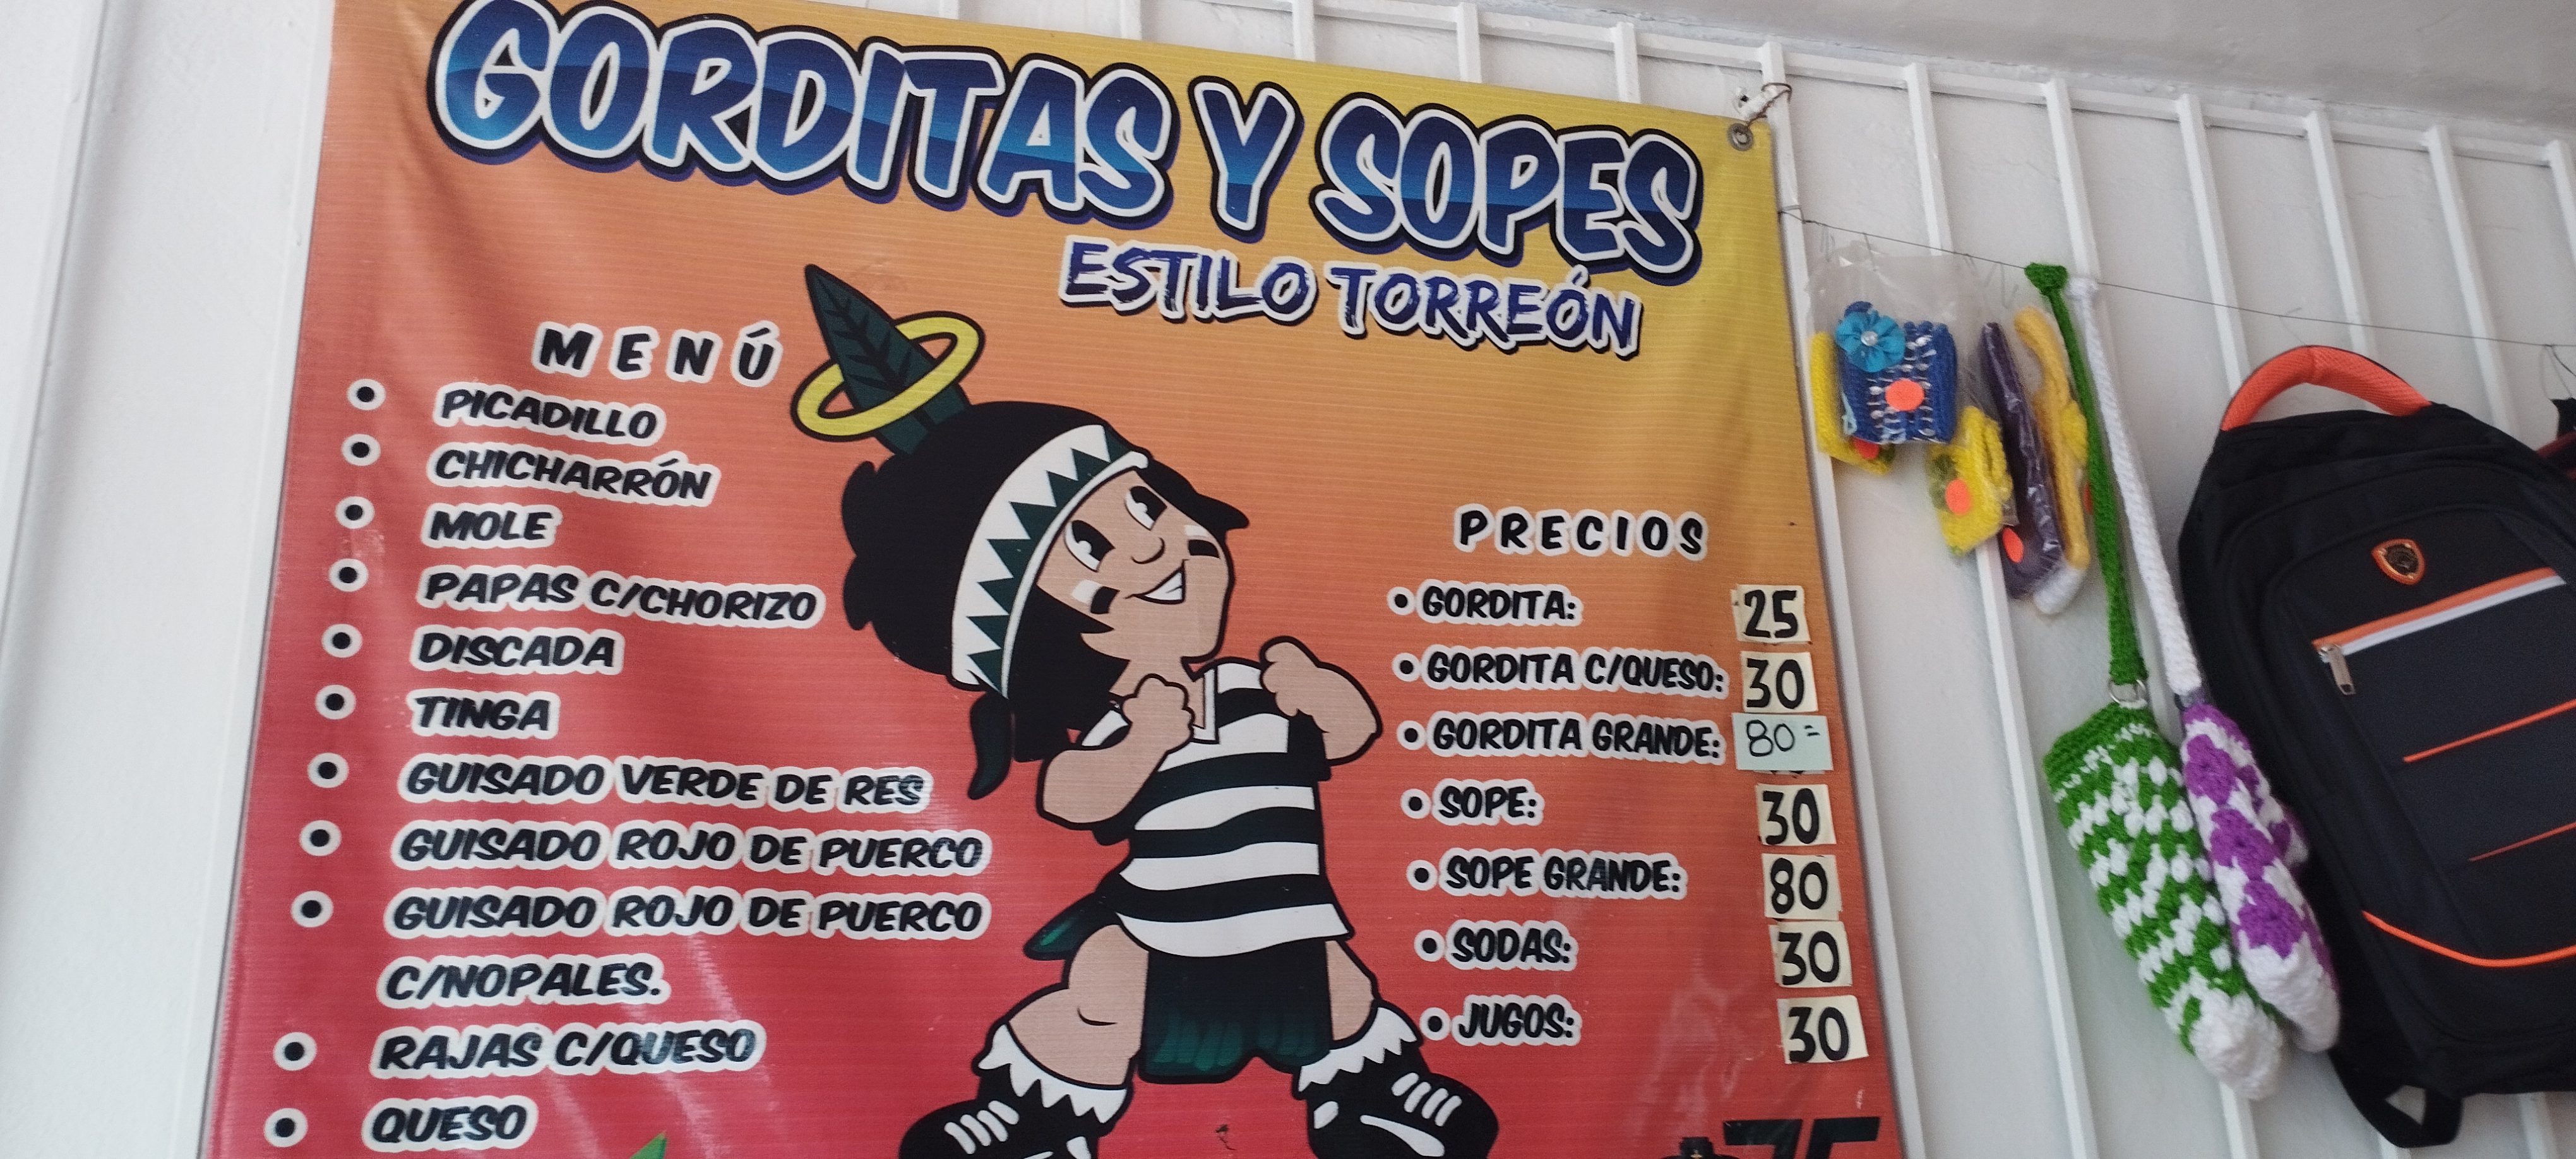 GORDITAS Y SOPES
ESTILO TORREÓN
MENÚ
• PICADILLO
• CHICHARRÓN
• MOLE
• PAPAS C/CHORIZO
• DISCADA
• TINGA
• GUISADO VERDE DE RES
• GUISADO ROJO DE PUERCO
• GUISADO ROJO DE PUERCO
C/NOPALES.
• RAJAS C/QUESO
• QUESO
PRECIOS
• GORDITA: 25
• GORDITA C/QUESO: 30
• GORDITA GRANDE: 80=
• SOPE: 30
• SOPE GRANDE: 80
• SODAS: 30
• JUGOS: 30